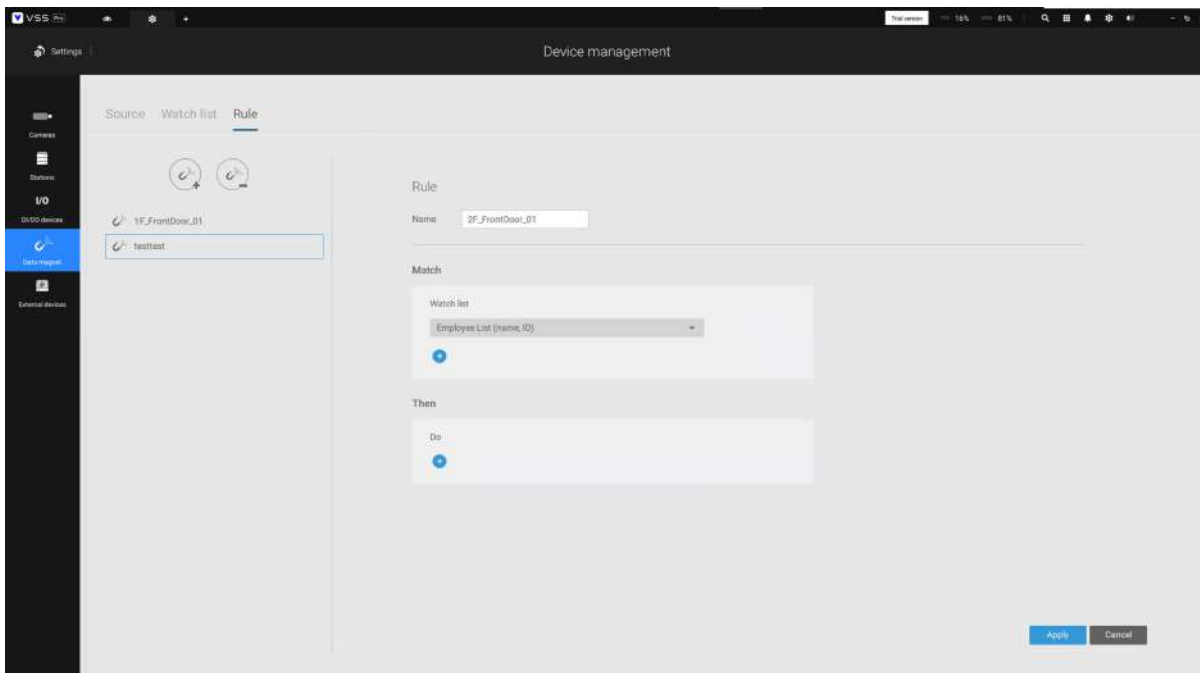 VSS Pro
Trial version 16% 81%
Settings
Device management
Cameras
Stations
I/O
DI/DO devices
Data magnet
External devices
Source Watch list Rule
1F_FrontDoor_01
testtest
Rule
Name 2F_FrontDoor_01
Match
Watch list
Employee List (name, ID)
Then
Do
Apply Cancel